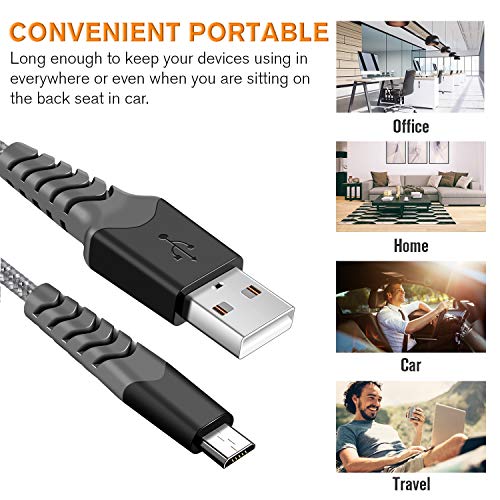 CONVENIENT PORTABLE
Long enough to keep your devices using in
everywhere or even when you are sitting on
the back seat in car.
Office
Home
Car
Travel